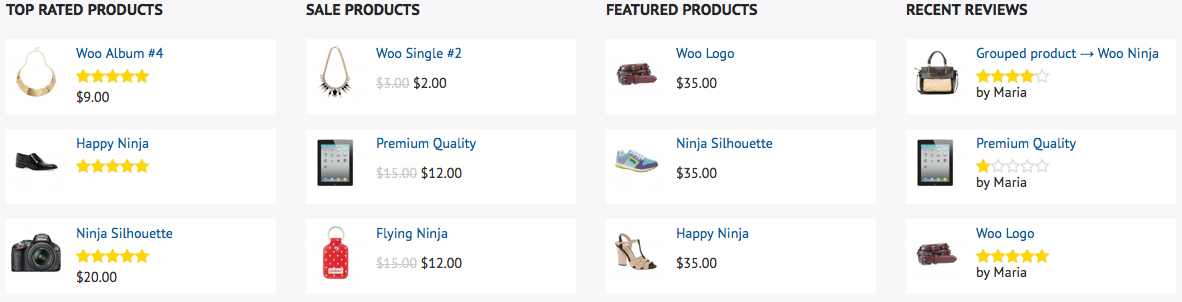 TOP RATED PRODUCTS
Woo Album #4
$9.00
Happy Ninja
Ninja Silhouette
$20.00
SALE PRODUCTS
Woo Single #2
$3.00 $2.00
Premium Quality
$15.00 $12.00
Flying Ninja
$15.00 $12.00
FEATURED PRODUCTS
Woo Logo
$35.00
Ninja Silhouette
$35.00
Happy Ninja
$35.00
RECENT REVIEWS
Grouped product → Woo Ninja
by Maria
Premium Quality
by Maria
Woo Logo
by Maria